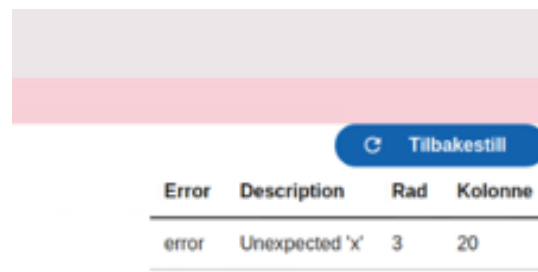 Tilbakestill
Error Description Rad Kolonne
error Unexpected 'x' 3 20